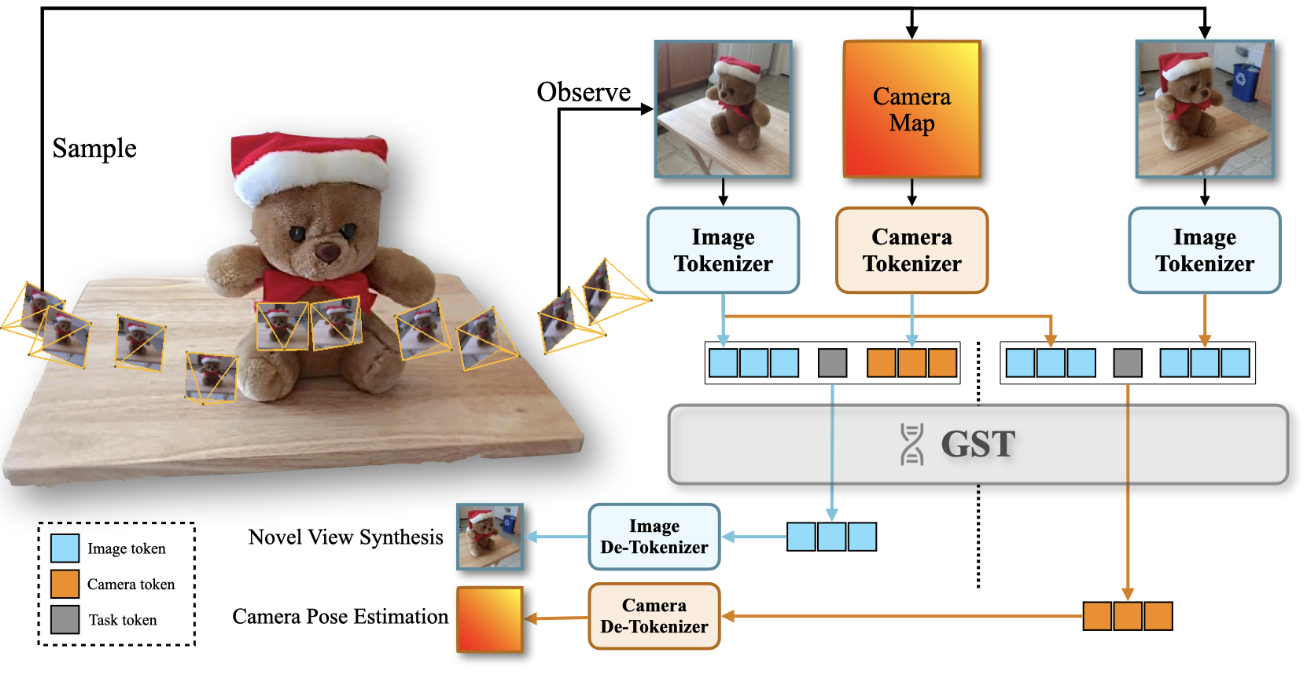 Sample
Observe
Camera
Map
Image
Tokenizer
Camera
Tokenizer
Image
Tokenizer
GST
Novel View Synthesis
Image
De-Tokenizer
Camera Pose Estimation
Camera
De-Tokenizer
Image token
Camera token
Task token